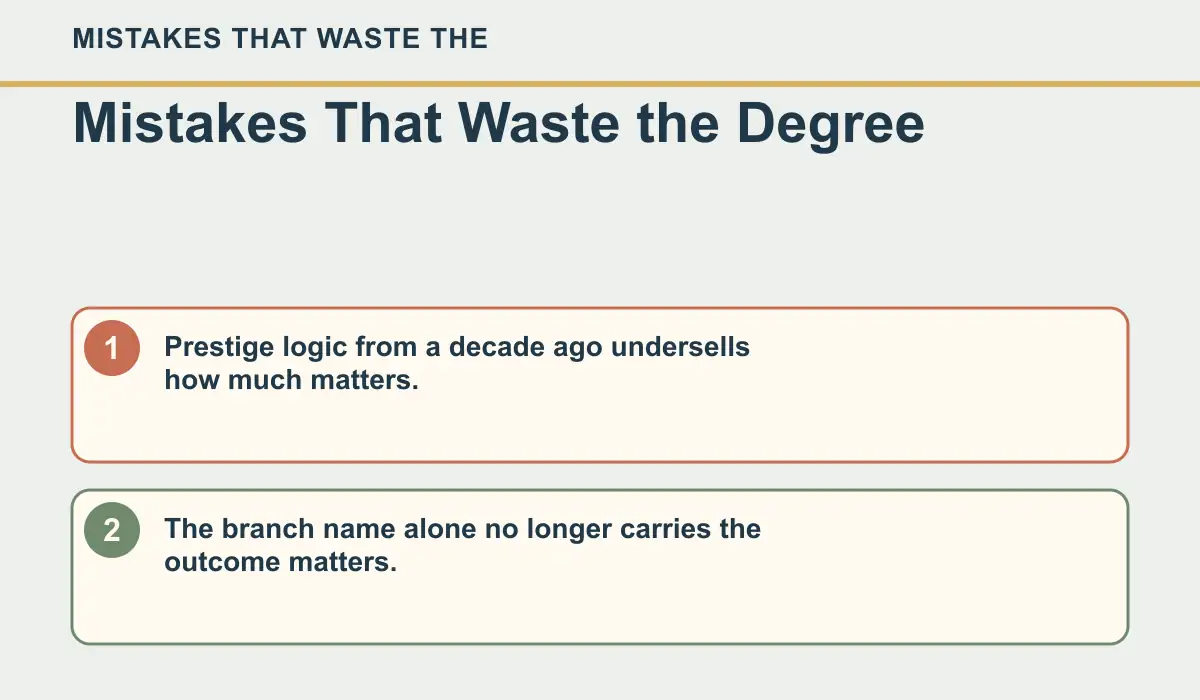 MISTAKES THAT WASTE THE
Mistakes That Waste the Degree
1
Prestige logic from a decade ago undersells
how much matters.
2
The branch name alone no longer carries the
outcome matters.